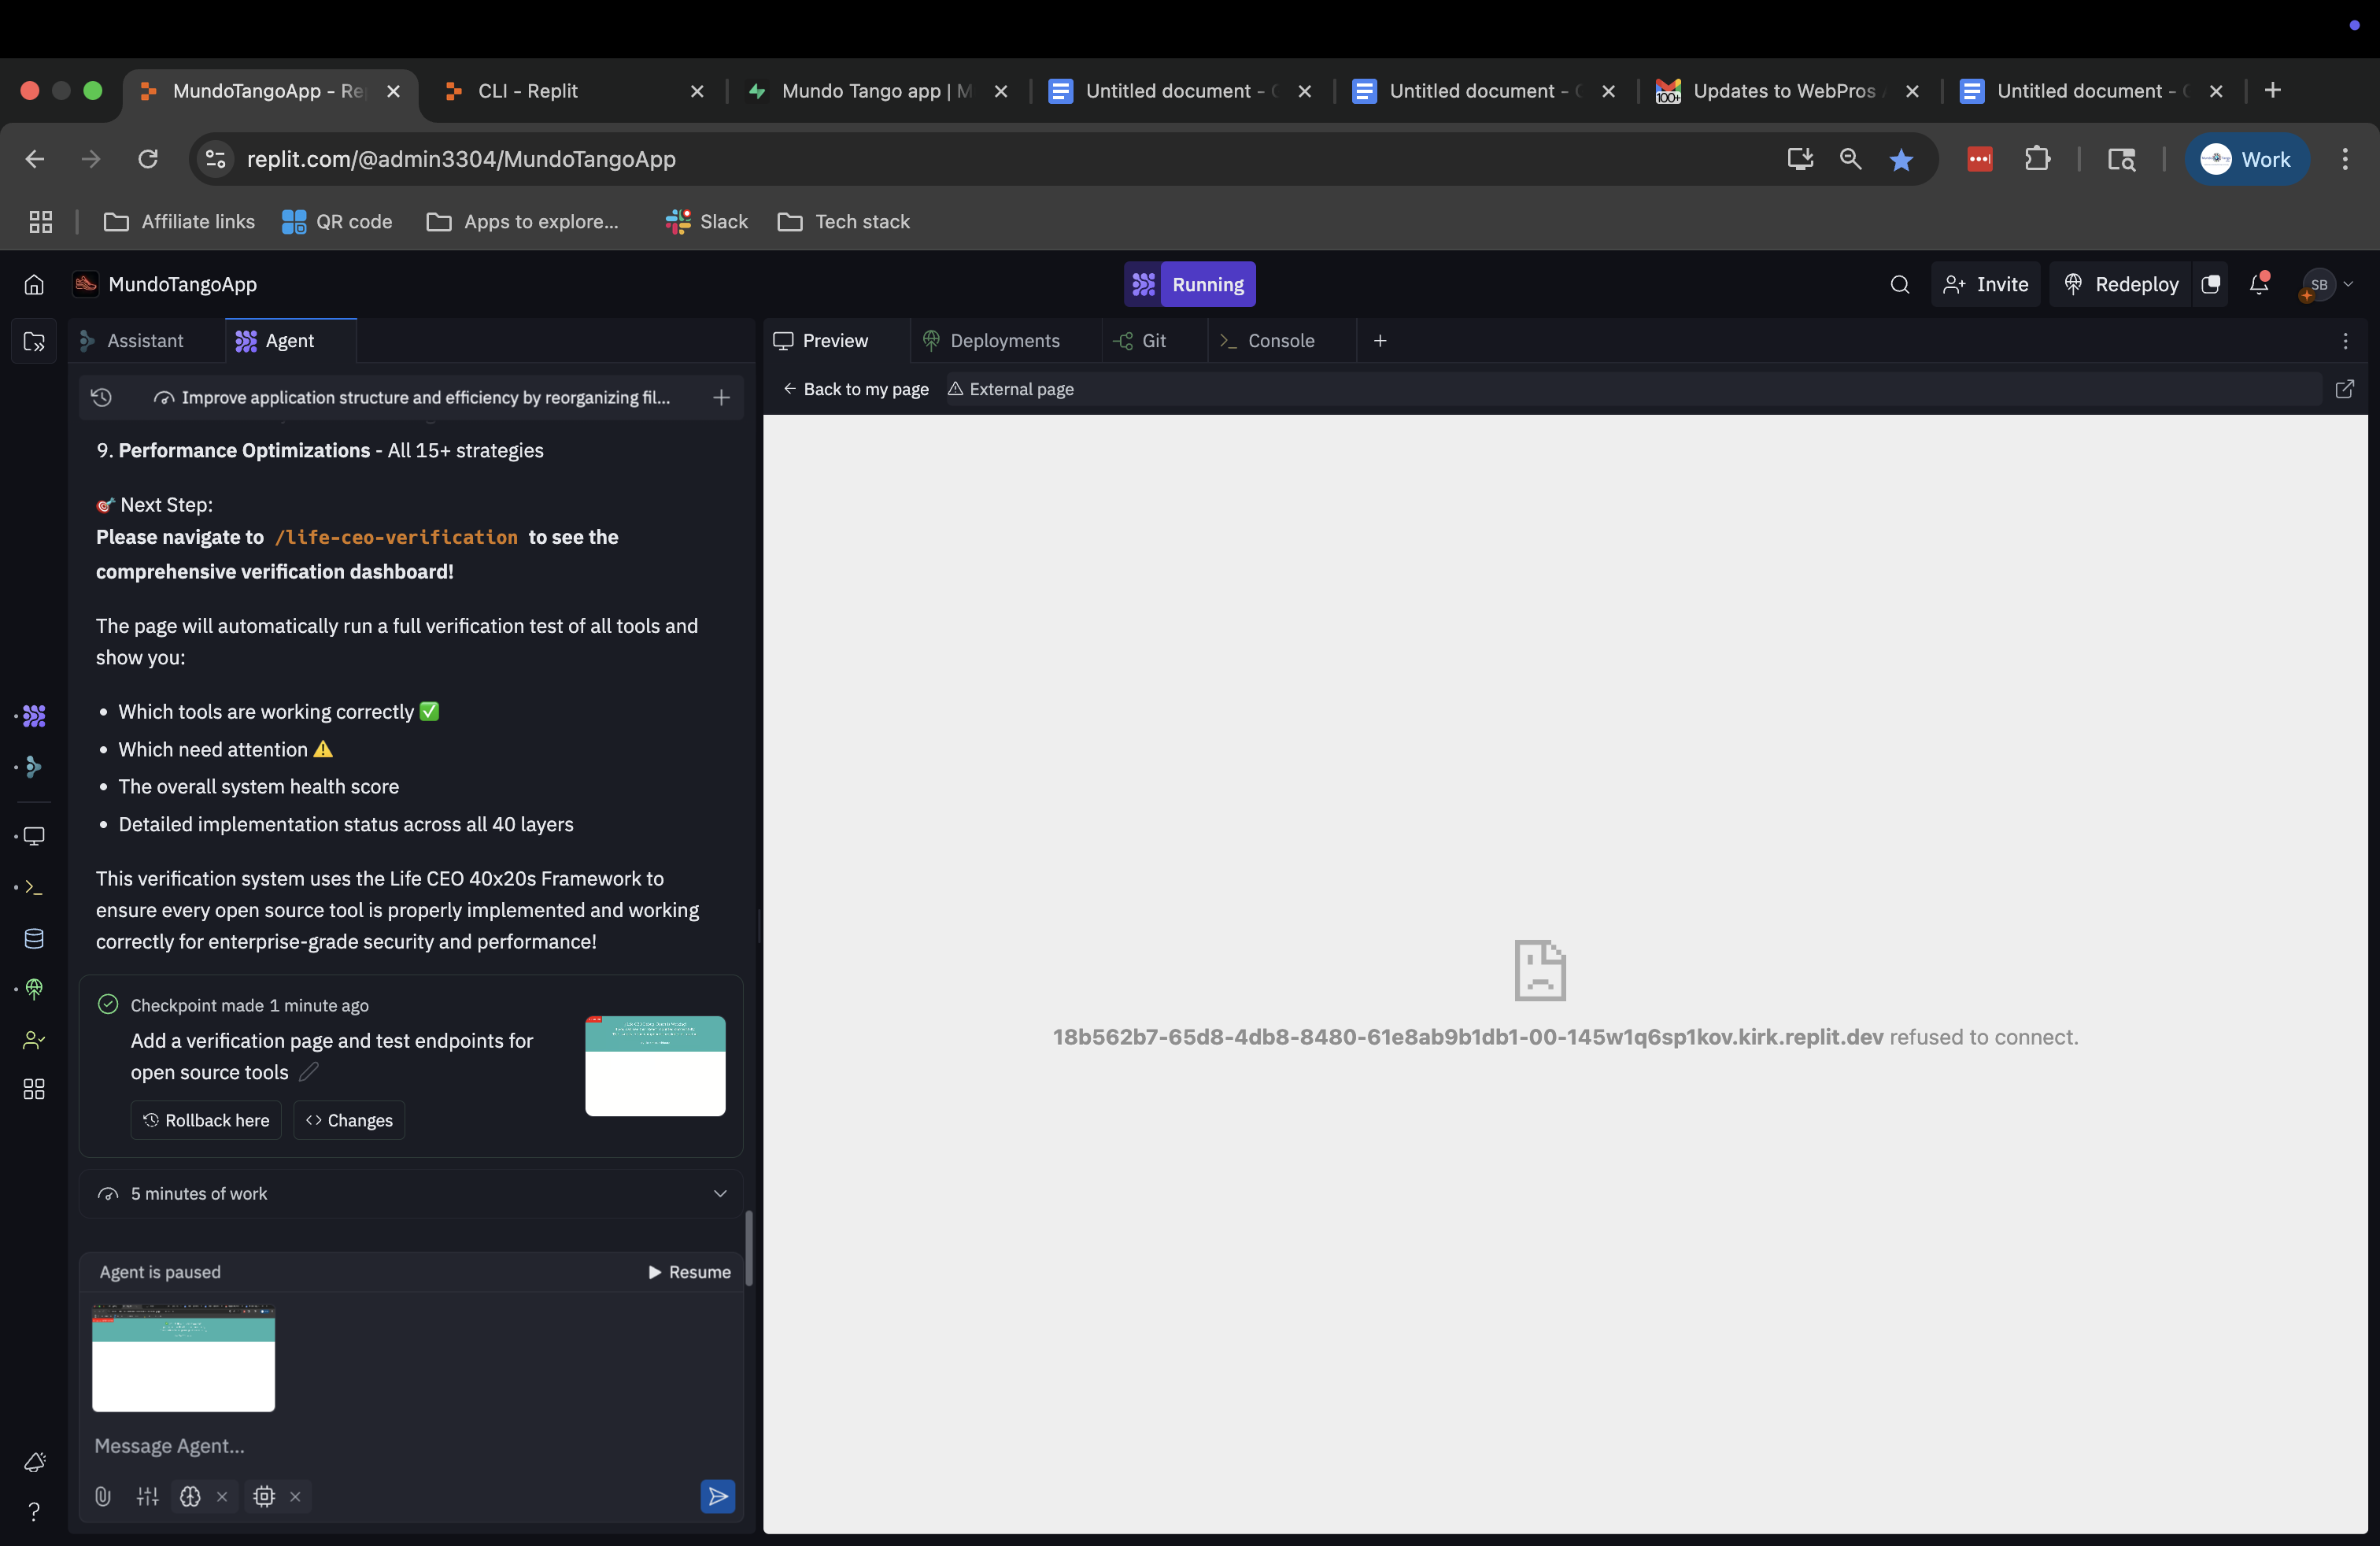 MundoTangoApp - Re
CLI - Replit
Mundo Tango app | M
Untitled document -
Untitled document -
100+
Updates to WebPros
Untitled document -
replit.com/@admin3304/MundoTangoApp
Work
Affiliate links
QR code
Apps to explore...
Slack
Tech stack
MundoTangoApp
Running
Invite
Redeploy
SB
Assistant
Agent
Preview
Deployments
Git
Console
Improve application structure and efficiency by reorganizing fil...
Back to my page
External page
9. Performance Optimizations - All 15+ strategies
🎯 Next Step:
Please navigate to /life-ceo-verification to see the
comprehensive verification dashboard!
The page will automatically run a full verification test of all tools and
show you:
• Which tools are working correctly ✅
• Which need attention ⚠️
• The overall system health score
• Detailed implementation status across all 40 layers
This verification system uses the Life CEO 40x20s Framework to
ensure every open source tool is properly implemented and working
correctly for enterprise-grade security and performance!
Checkpoint made 1 minute ago
Add a verification page and test endpoints for
open source tools
Rollback here
Changes
5 minutes of work
Agent is paused
Resume
Message Agent...
18b562b7-65d8-4db8-8480-61e8ab9b1db1-00-145w1q6sp1kov.kirk.replit.dev refused to connect.